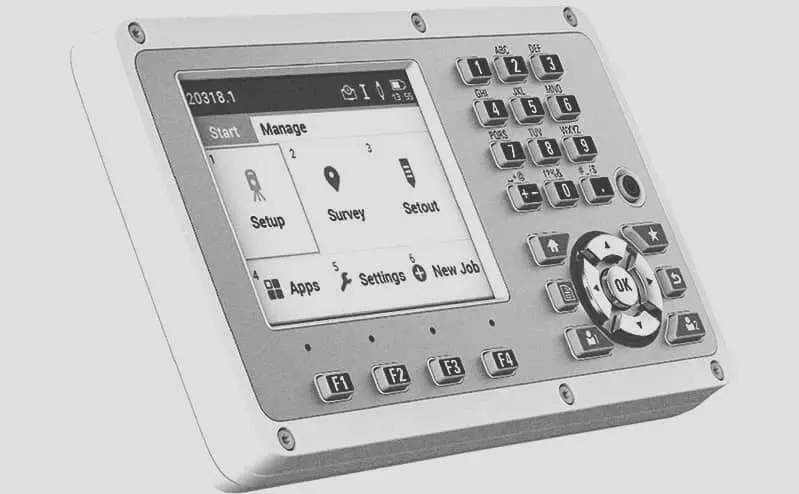 20318.1
13:55
Start Manage
1 2 3
Setup Survey Setout
4 5 6
Apps Settings New Job
F1 F2 F3 F4
ABC DEF
1 2 3
GHI JKL MNO
4 5 6
PQRS TUV WXYZ
7 8 9
+- 0 .
OK